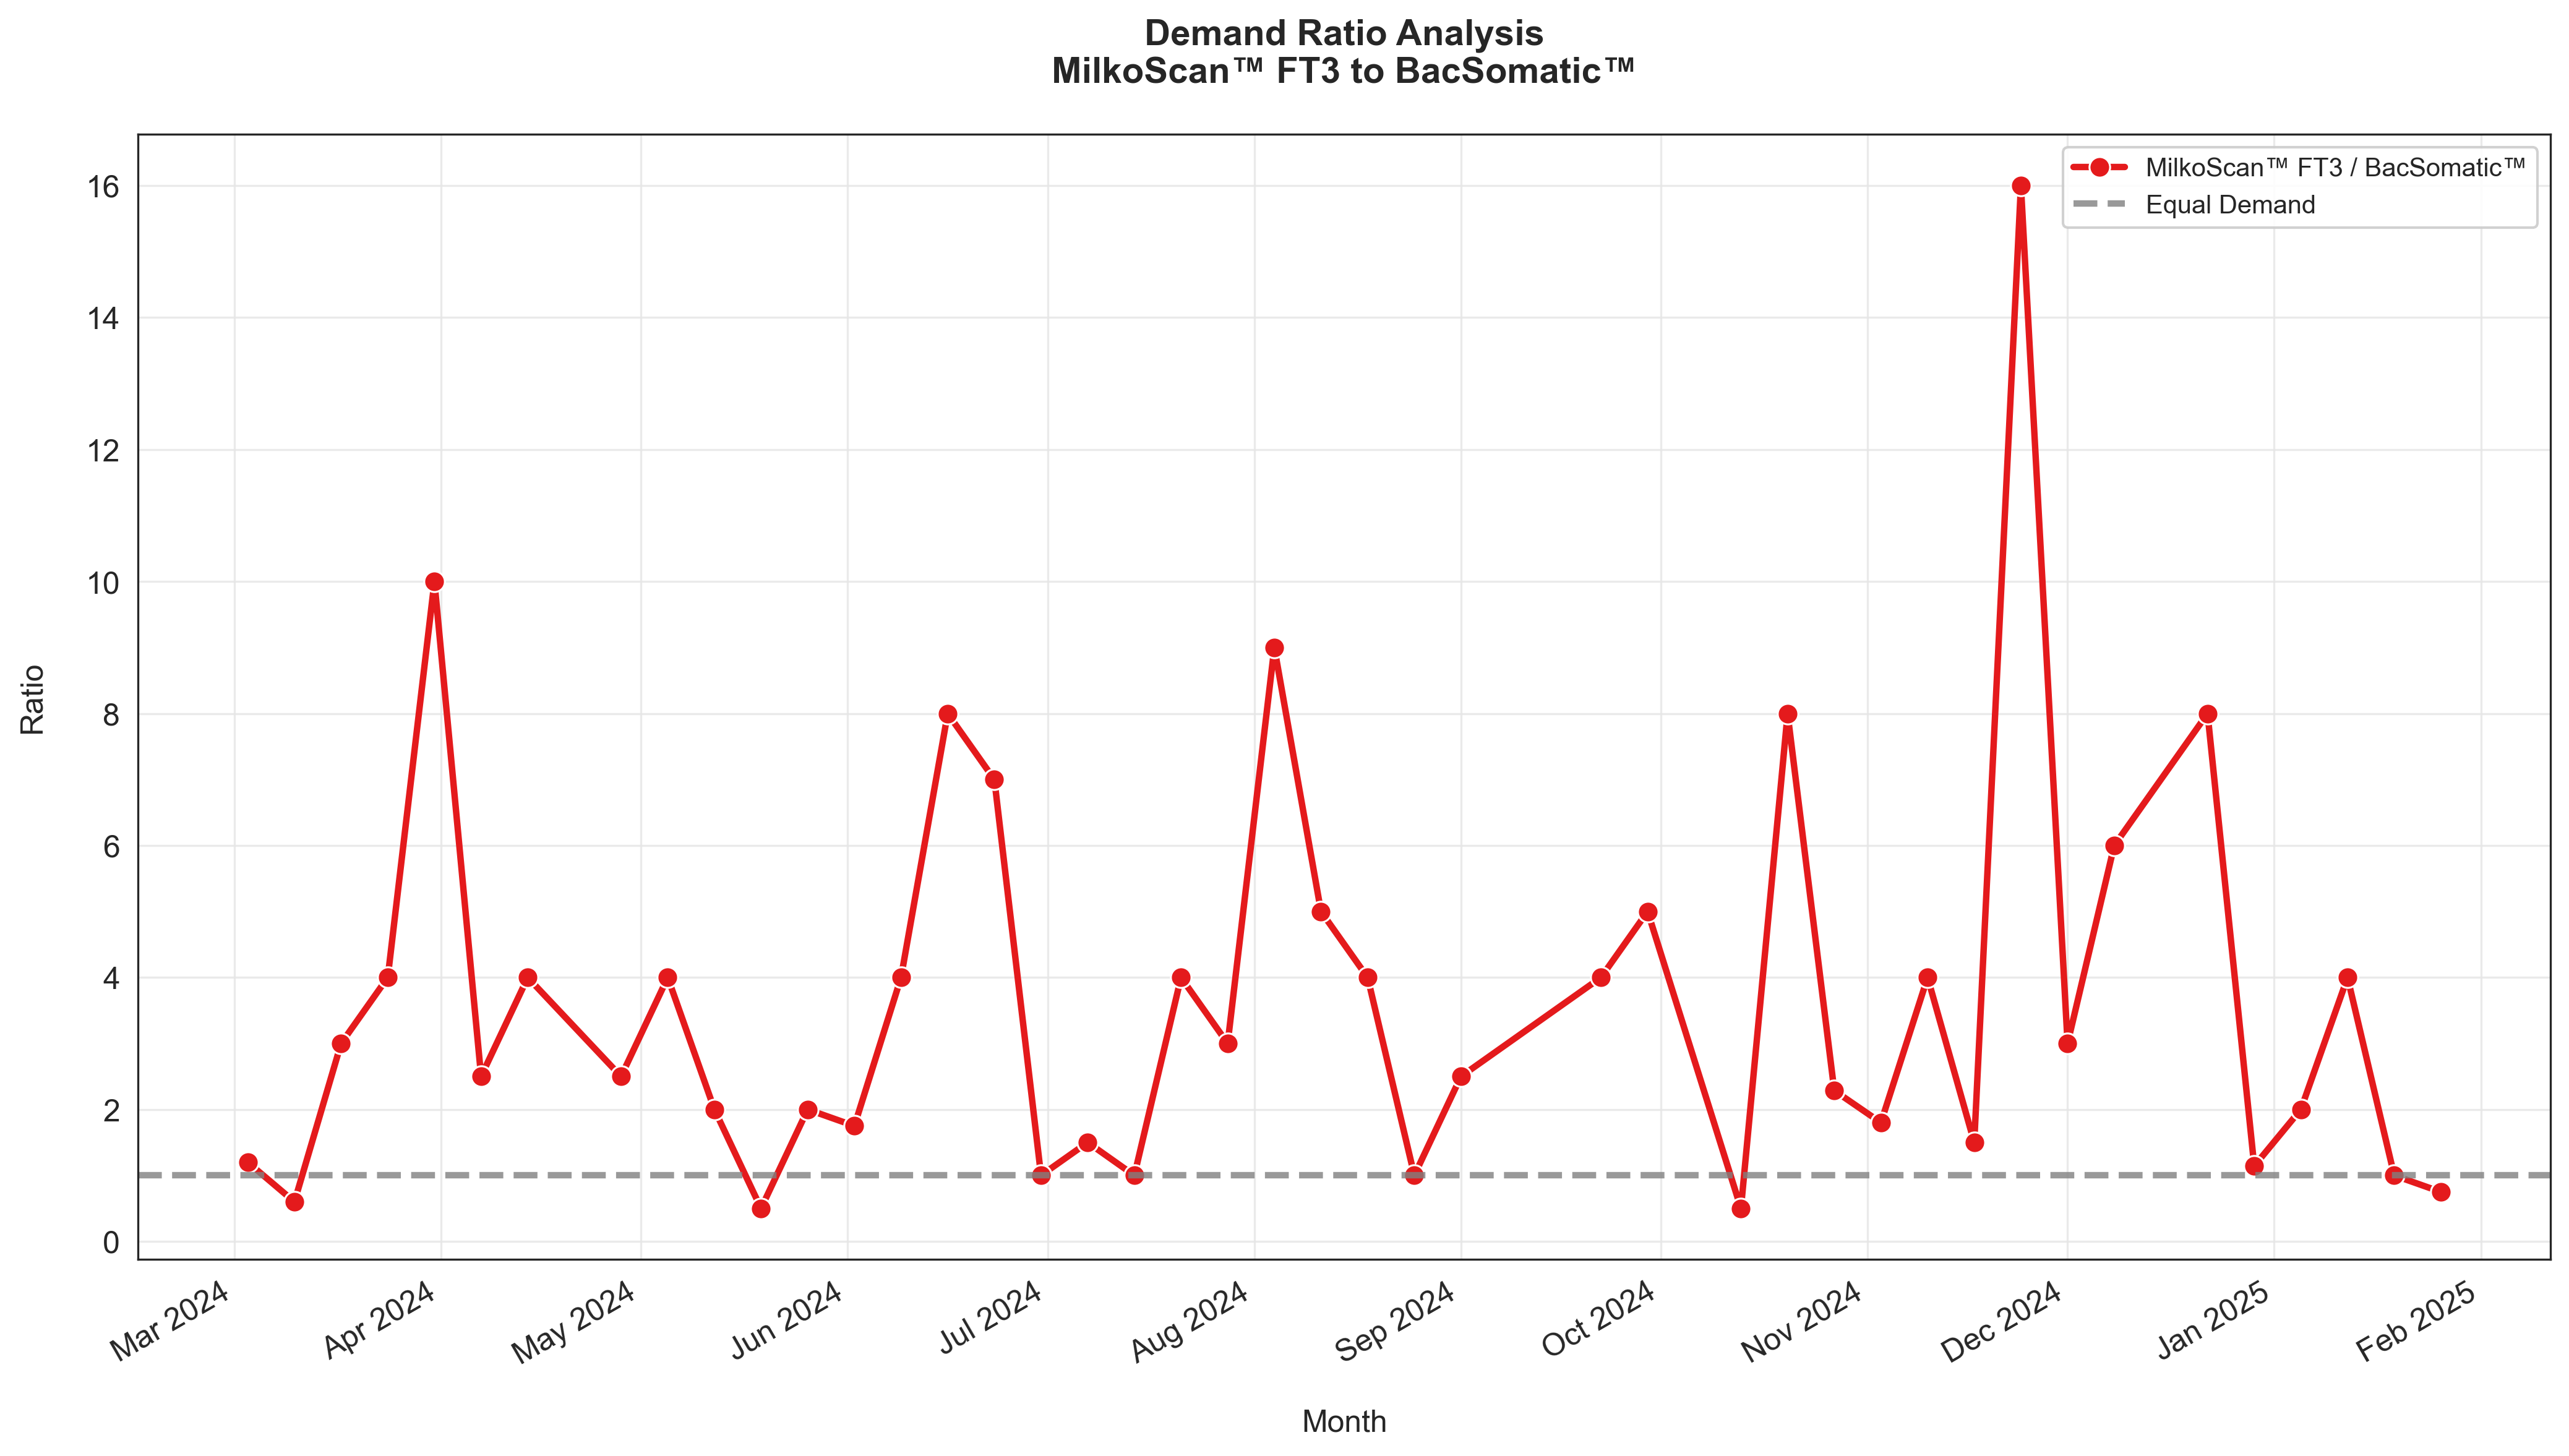 Demand Ratio Analysis
MilkoScan™ FT3 to BacSomatic™
MilkoScan™ FT3 / BacSomatic™
Equal Demand
Ratio
16
14
12
10
8
6
4
2
0
Mar 2024
Apr 2024
May 2024
Jun 2024
Jul 2024
Aug 2024
Sep 2024
Oct 2024
Nov 2024
Dec 2024
Jan 2025
Feb 2025
Month